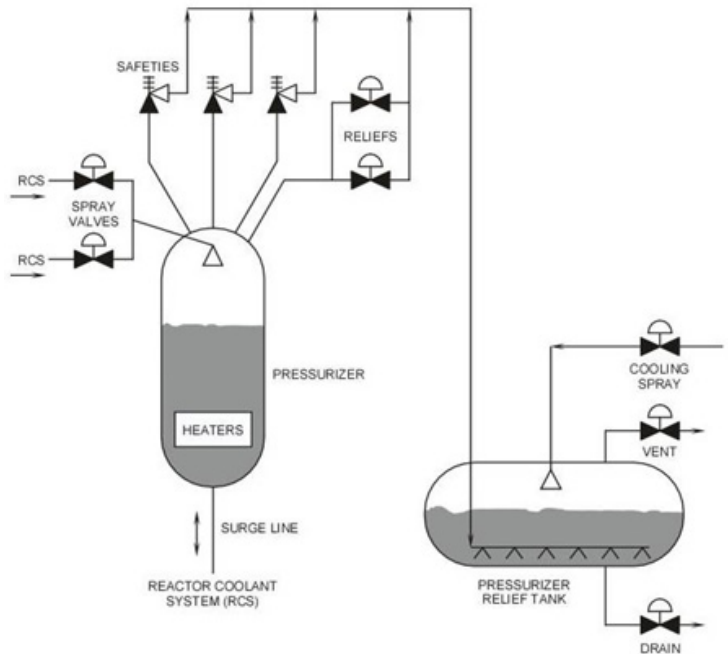 SAFETIES
RELIEFS
RCS
SPRAY
VALVES
RCS
PRESSURIZER
HEATERS
COOLING
SPRAY
VENT
SURGE LINE
REACTOR COOLANT
SYSTEM (RCS)
PRESSURIZER
RELIEF TANK
DRAIN